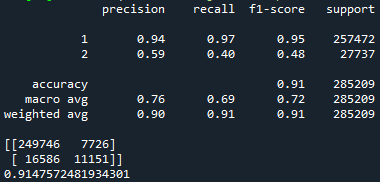 precision recall f1-score support
1 0.94 0.97 0.95 257472
2 0.59 0.40 0.48 27737
accuracy 0.91 285209
macro avg 0.76 0.69 0.72 285209
weighted avg 0.90 0.91 0.91 285209
[[249746 7726]
[ 16586 11151]]
0.9147572481934301